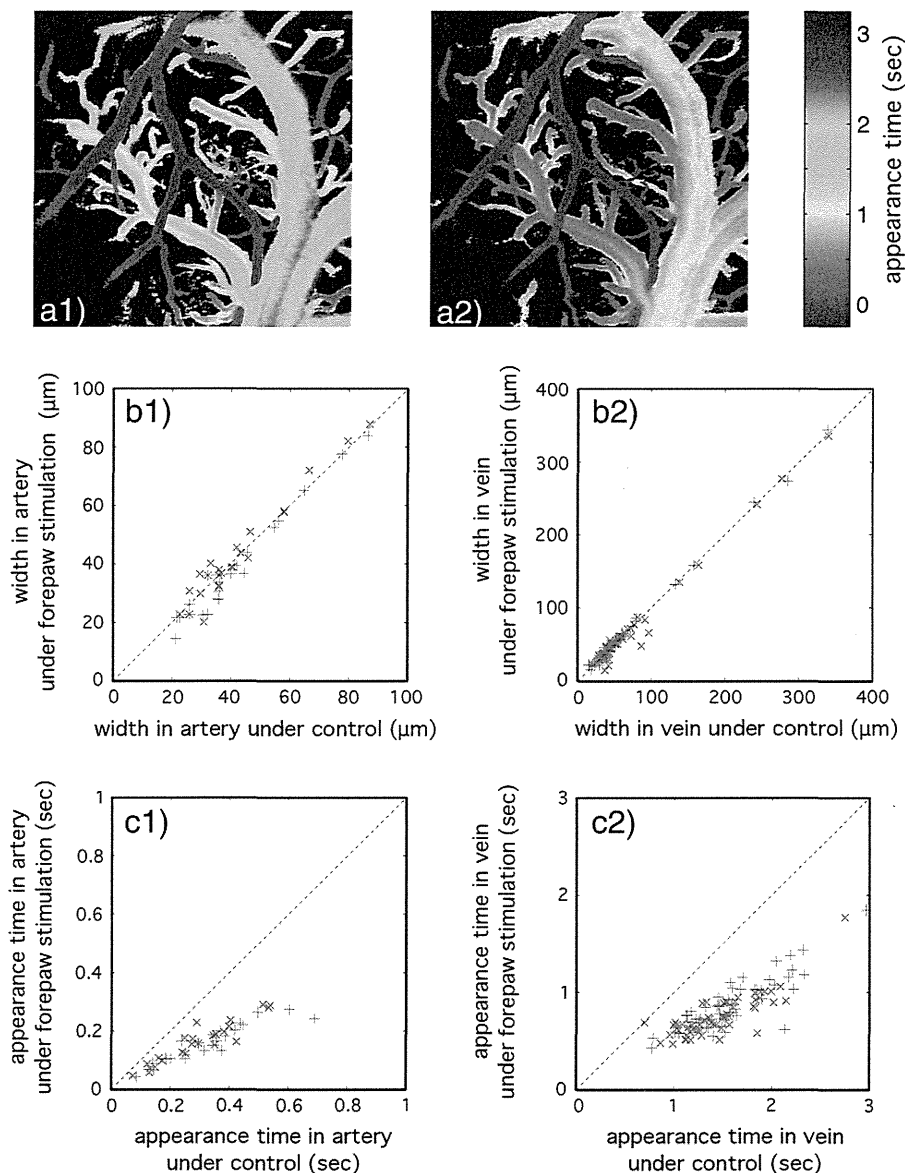 a1)
a2)
3
2
1
0
appearance time (sec)
b1)
width in artery
under forepaw stimulation (µm)
100
80
60
40
20
0
0 20 40 60 80 100
width in artery under control (µm)
b2)
width in vein
under forepaw stimulation (µm)
400
300
200
100
0
0 100 200 300 400
width in vein under control (µm)
c1)
appearance time in artery
under forepaw stimulation (sec)
1
0.8
0.6
0.4
0.2
0
0 0.2 0.4 0.6 0.8 1
appearance time in artery
under control (sec)
c2)
appearance time in vein
under forepaw stimulation (sec)
3
2
1
0
0 1 2 3
appearance time in vein
under control (sec)